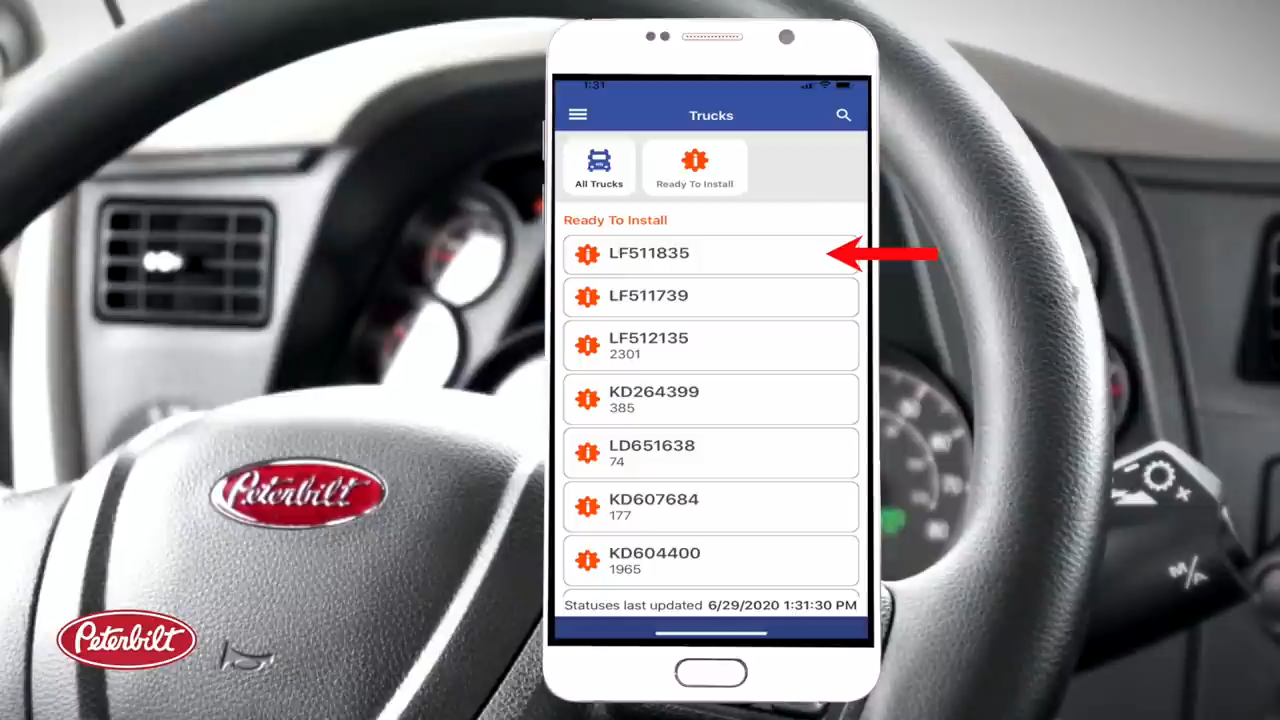 1:31
Trucks
All Trucks
Ready To Install
Ready To Install
LF511835
LF511739
LF512135
2301
KD264399
385
LD651638
74
KD607684
177
KD604400
1965
Statuses last updated 6/29/2020 1:31:30 PM
Peterbilt
Peterbilt
M/A